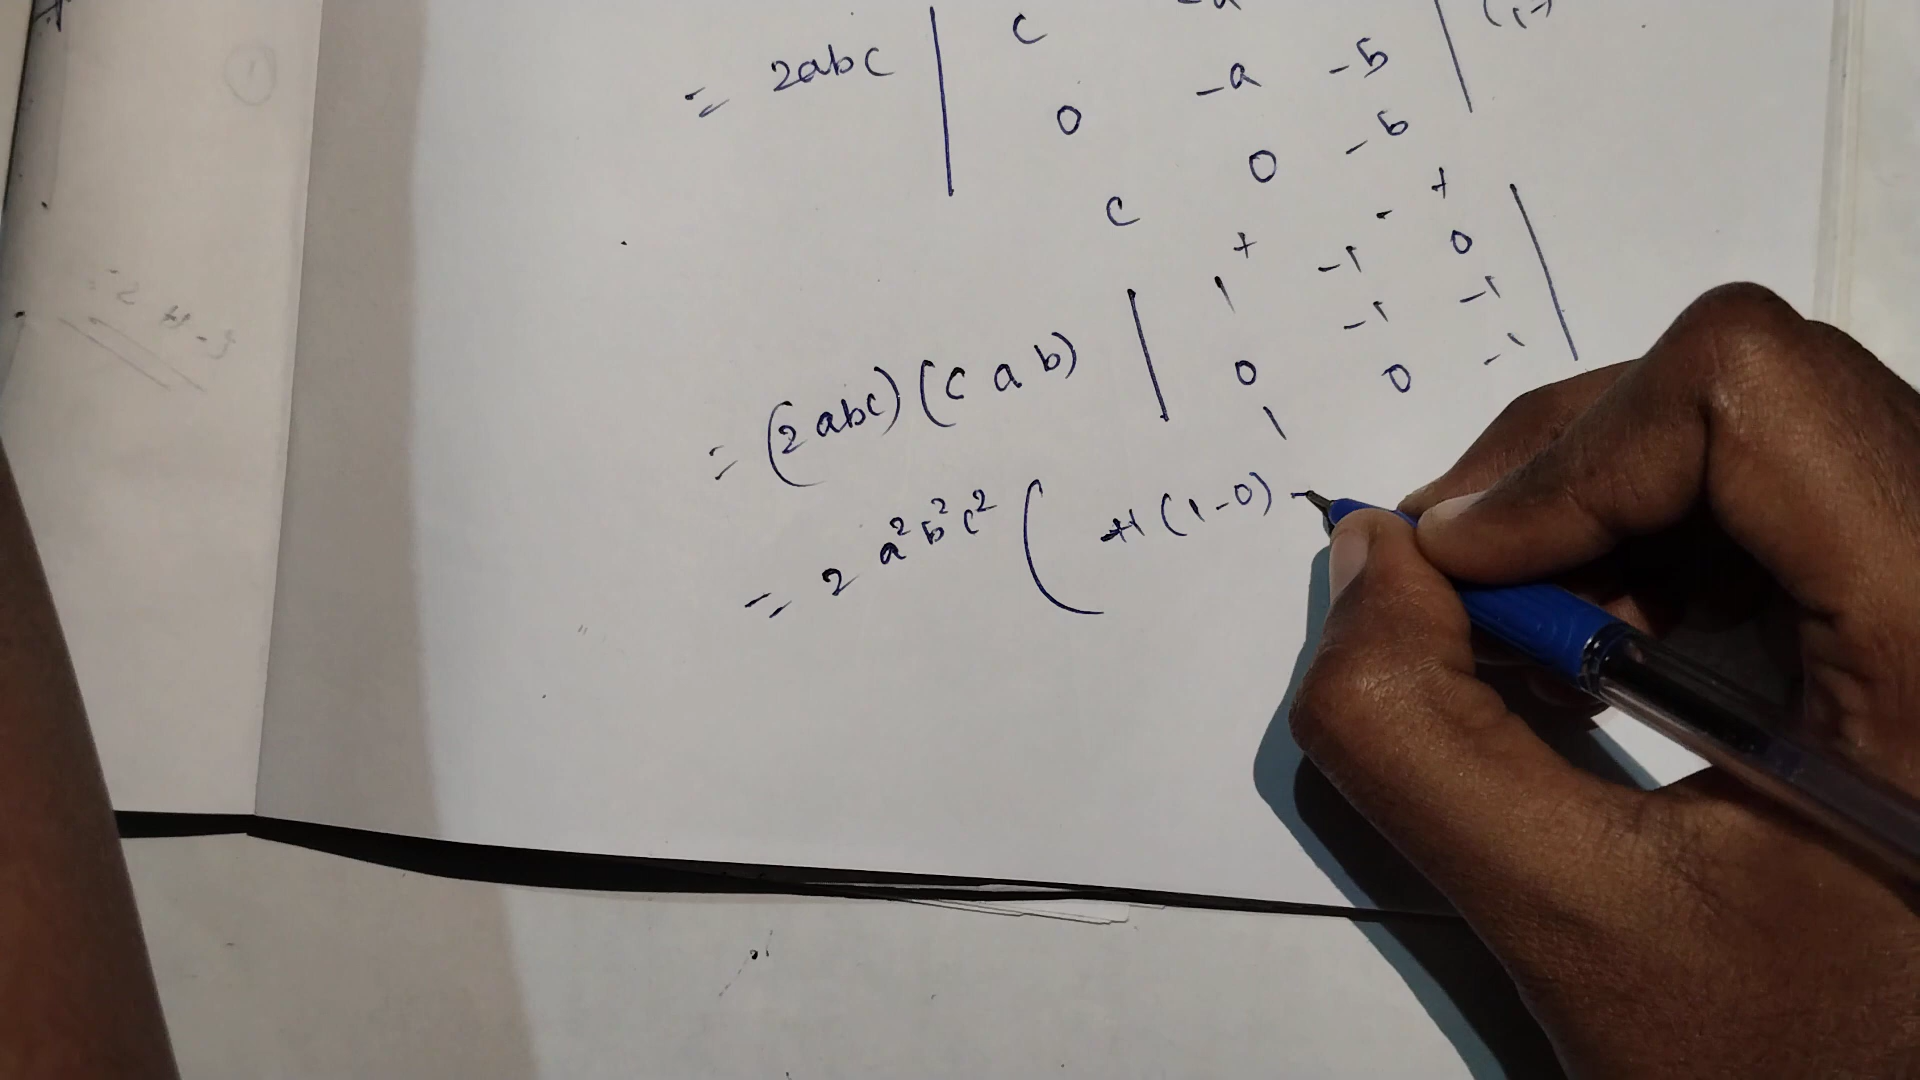 = 2abc | c -a
0 -a -b |
c 0 -b
+ - +
| 1 -1 0 |
= (2abc)(c a b) | 0 -1 -1 |
1 0 -1
= 2 a²b²c² ( +1(1-0) -